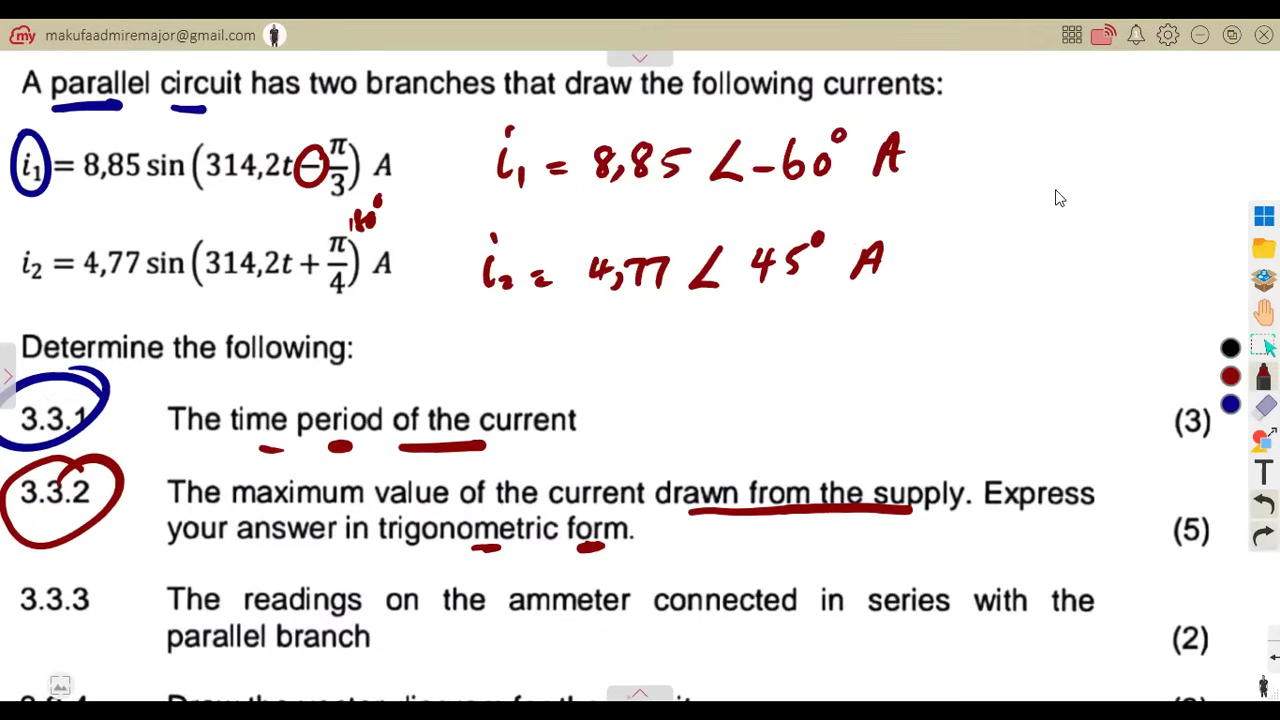 my makufaadmiremajor@gmail.com
A parallel circuit has two branches that draw the following currents:
i₁ = 8,85 sin (314,2t − π/3) A i₁ = 8,85 ∠-60° A
180°
i₂ = 4,77 sin (314,2t + π/4) A i₂ = 4,77 ∠ 45° A
Determine the following:
3.3.1 The time period of the current (3)
3.3.2 The maximum value of the current drawn from the supply. Express
your answer in trigonometric form. (5)
3.3.3 The readings on the ammeter connected in series with the
parallel branch (2)